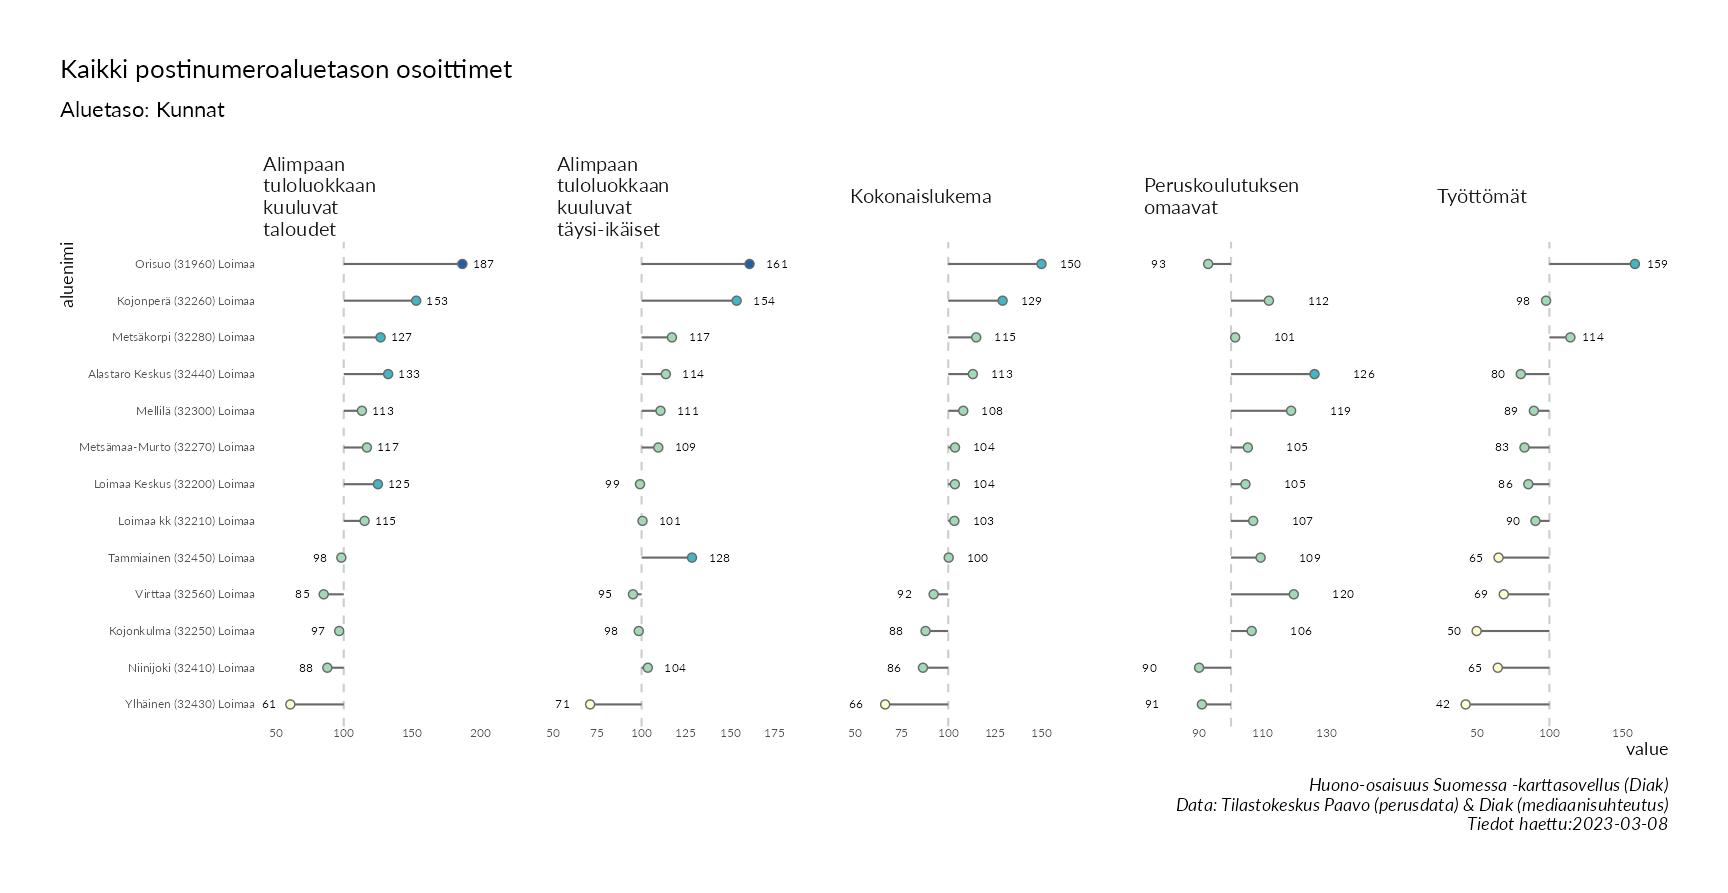 Kaikki postinumeroaluetason osoittimet
Aluetaso: Kunnat
Alimpaan
tuloluokkaan
kuuluvat
taloudet
Alimpaan
tuloluokkaan
kuuluvat
täysi-ikäiset
Kokonaislukema
Peruskoulutuksen
omaavat
Työttömät
aluenimi
Orisuo (31960) Loimaa 187 161 150 93 159
Kojonperä (32260) Loimaa 153 154 129 112 98
Metsäkorpi (32280) Loimaa 127 117 115 101 114
Alastaro Keskus (32440) Loimaa 133 114 113 126 80
Mellilä (32300) Loimaa 113 111 108 119 89
Metsämaa-Murto (32270) Loimaa 117 109 104 105 83
Loimaa Keskus (32200) Loimaa 125 99 104 105 86
Loimaa kk (32210) Loimaa 115 101 103 107 90
Tammiainen (32450) Loimaa 98 128 100 109 65
Virttaa (32560) Loimaa 85 95 92 120 69
Kojonkulma (32250) Loimaa 97 98 88 106 50
Niinijoki (32410) Loimaa 88 104 86 90 65
Ylhäinen (32430) Loimaa 61 71 66 91 42
50 100 150 200 50 75 100 125 150 175 50 75 100 125 150 90 110 130 50 100 150
value
Huono-osaisuus Suomessa -karttasovellus (Diak)
Data: Tilastokeskus Paavo (perusdata) & Diak (mediaanisuhteutus)
Tiedot haettu:2023-03-08